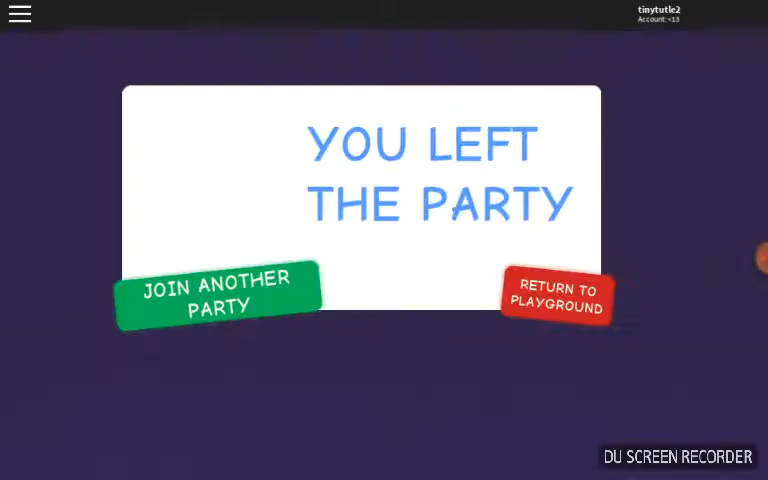 tinytutle2
Account: <13
YOU LEFT
THE PARTY
JOIN ANOTHER
PARTY
RETURN TO
PLAYGROUND
DU SCREEN RECORDER